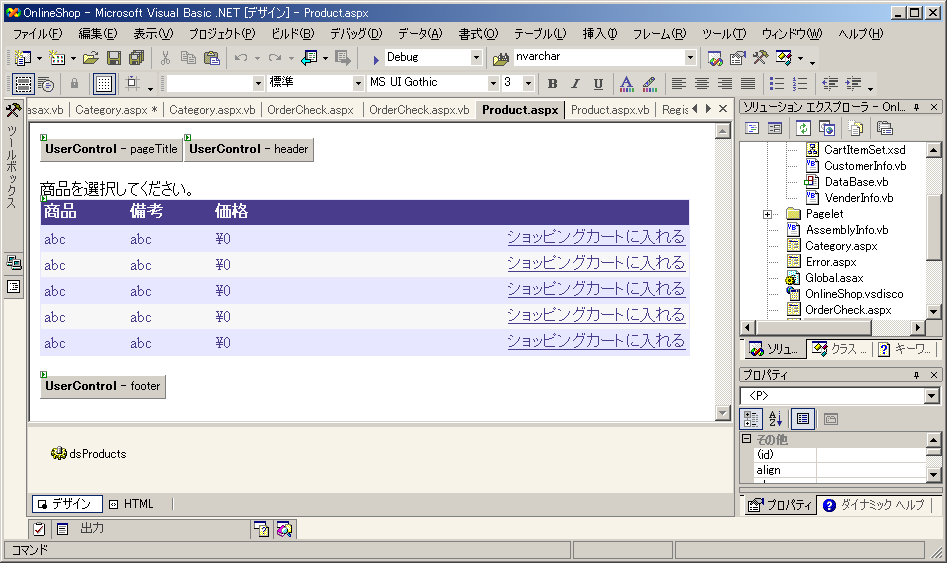 OnlineShop - Microsoft Visual Basic .NET [デザイン] - Product.aspx
ファイル(F) 編集(E) 表示(V) プロジェクト(P) ビルド(B) デバッグ(D) データ(A) 書式(O) テーブル(L) 挿入(I) フレーム(R) ツール(T) ウィンドウ(W) ヘルプ(H)
Debug nvarchar
標準 MS UI Gothic 3 B I U A
asax.vb Category.aspx * Category.aspx.vb OrderCheck.aspx OrderCheck.aspx.vb Product.aspx Product.aspx.vb Regis
ツールボックス
UserControl - pageTitle UserControl - header
商品を選択してください。
商品 備考 価格
abc abc ¥0 ショッピングカートに入れる
abc abc ¥0 ショッピングカートに入れる
abc abc ¥0 ショッピングカートに入れる
abc abc ¥0 ショッピングカートに入れる
abc abc ¥0 ショッピングカートに入れる
UserControl - footer
dsProducts
デザイン HTML
出力
コマンド
ソリューション エクスプローラ - Onl...
CartItemSet.xsd
CustomerInfo.vb
DataBase.vb
VenderInfo.vb
Pagelet
AssemblyInfo.vb
Category.aspx
Error.aspx
Global.asax
OnlineShop.vsdisco
OrderCheck.aspx
ソリュ... クラス ... キーワ...
プロパティ
<P>
その他
(id)
align
プロパティ ダイナミック ヘルプ